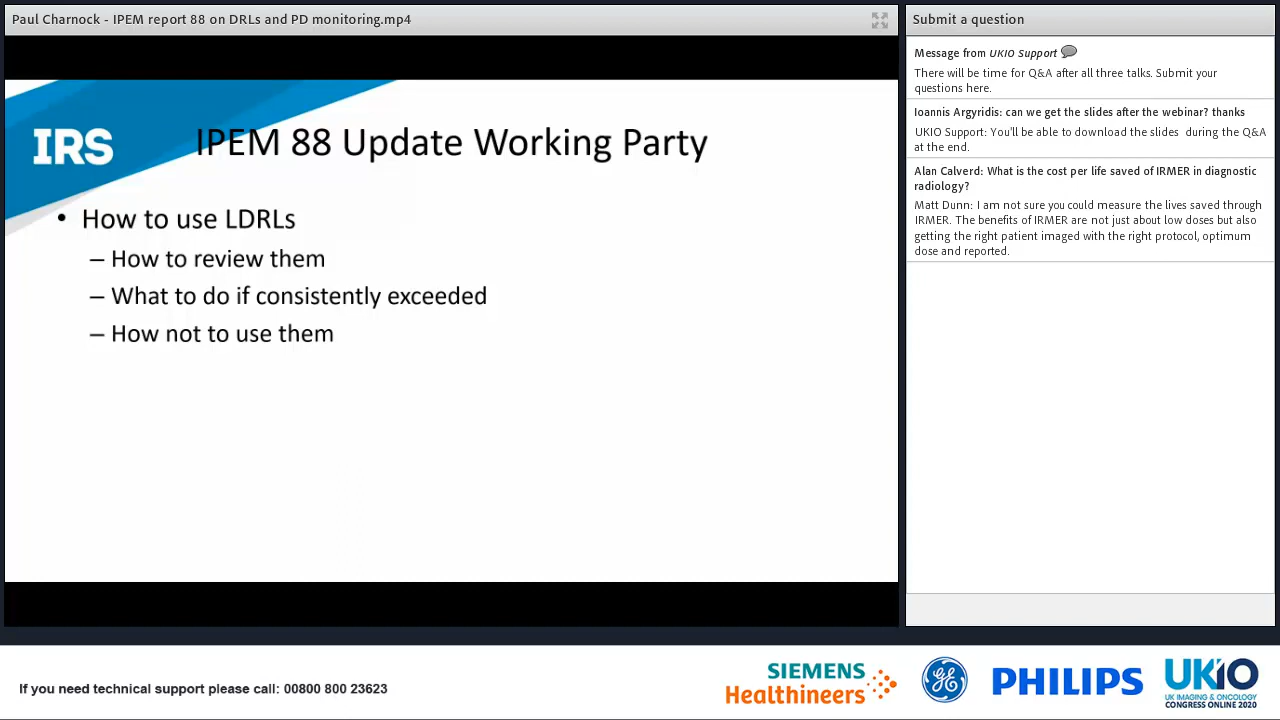 Paul Charnock - IPEM report 88 on DRLs and PD monitoring.mp4
IRS
IPEM 88 Update Working Party
• How to use LDRLs
– How to review them
– What to do if consistently exceeded
– How not to use them
Submit a question
Message from UKIO Support
There will be time for Q&A after all three talks. Submit your
questions here.
Ioannis Argyridis: can we get the slides after the webinar? thanks
UKIO Support: You'll be able to download the slides  during the Q&A
at the end.
Alan Calverd: What is the cost per life saved of IRMER in diagnostic
radiology?
Matt Dunn: I am not sure you could measure the lives saved through
IRMER. The benefits of IRMER are not just about low doses but also
getting the right patient imaged with the right protocol, optimum
dose and reported.
If you need technical support please call: 00800 800 23623
SIEMENS
Healthineers
GE
PHILIPS
UKIO
UK IMAGING & ONCOLOGY
CONGRESS ONLINE 2020